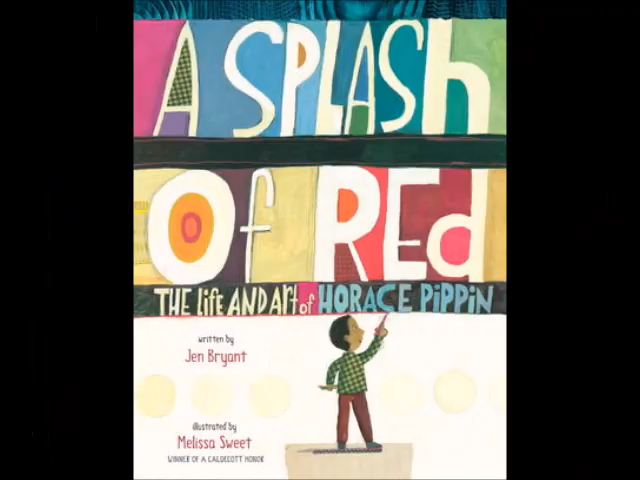 A SPLASH
OF RED
THE Life AND Art of HORACE PiPPiN
written by
Jen Bryant
illustrated by
Melissa Sweet
WINNER OF A CALDECOTT HONOR